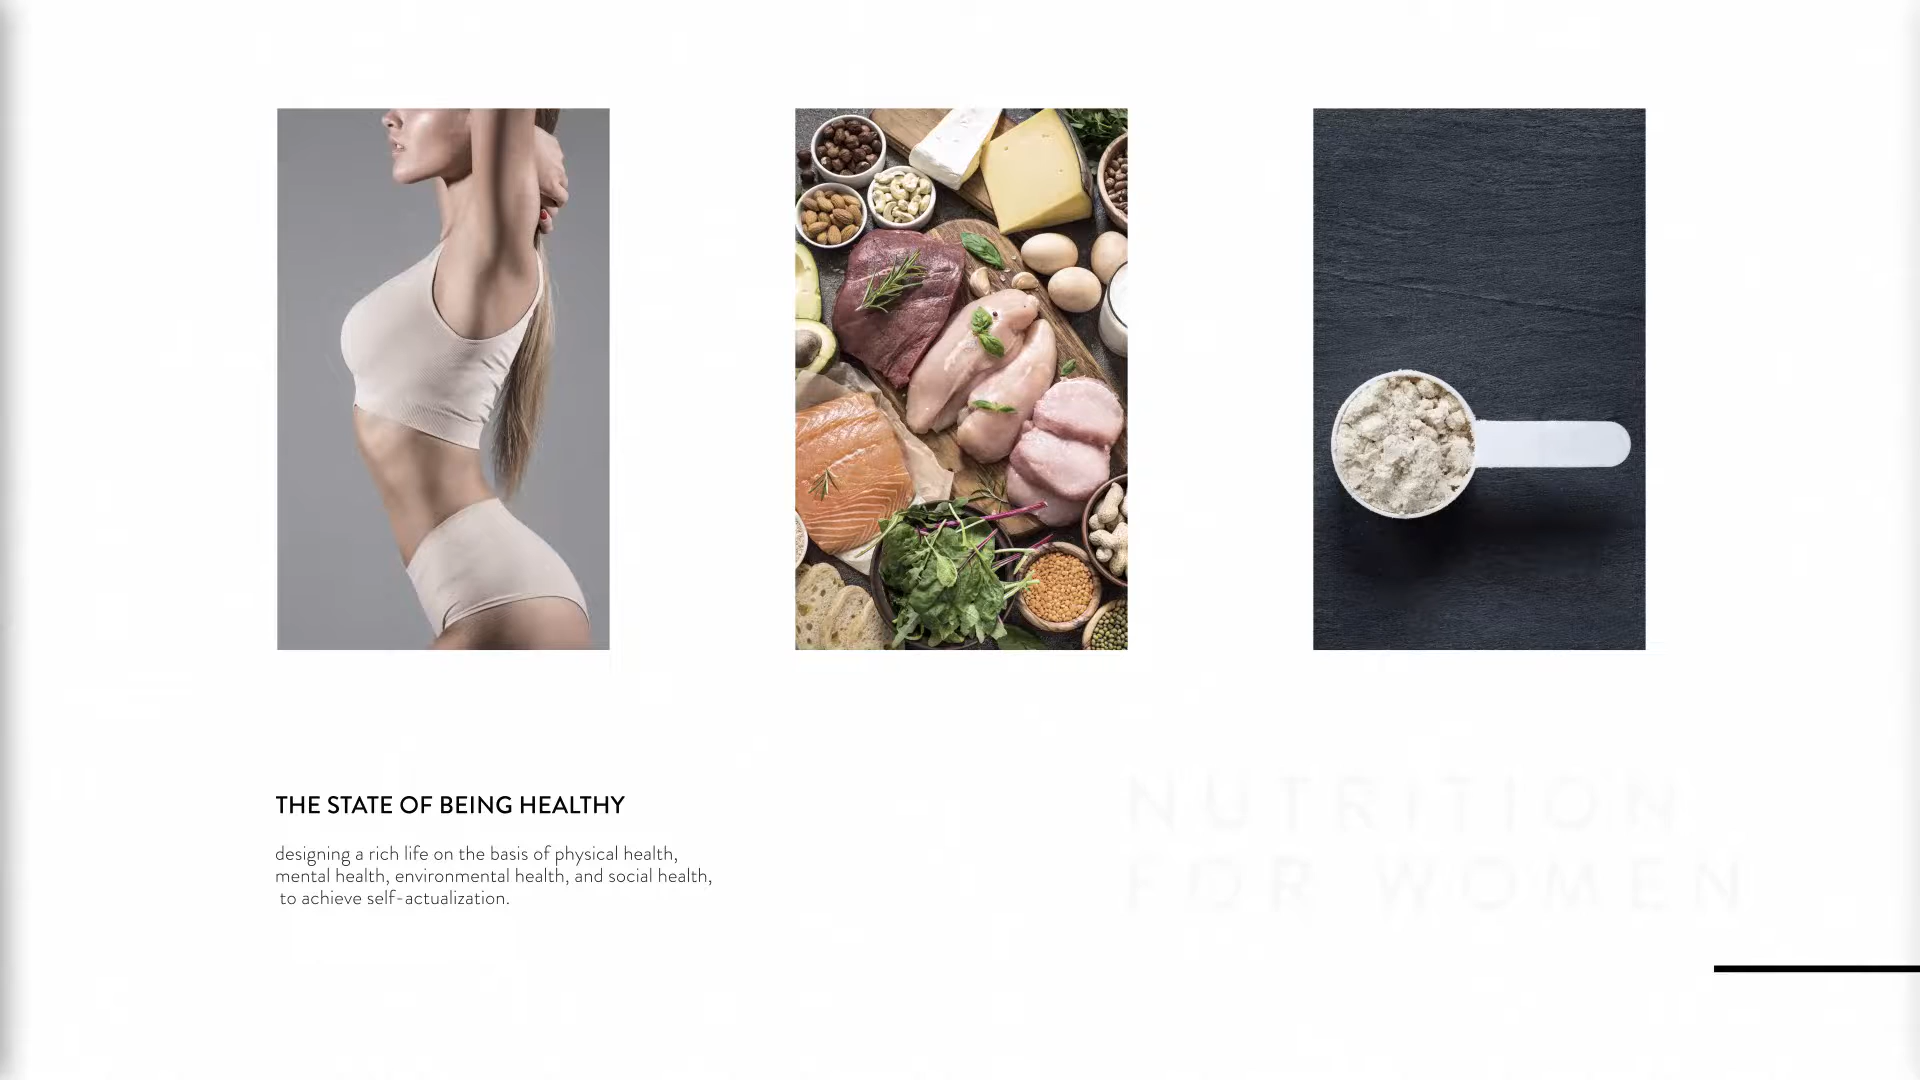 THE STATE OF BEING HEALTHY
designing a rich life on the basis of physical health,
mental health, environmental health, and social health,
to achieve self-actualization.
NUTRITION
FOR WOMEN